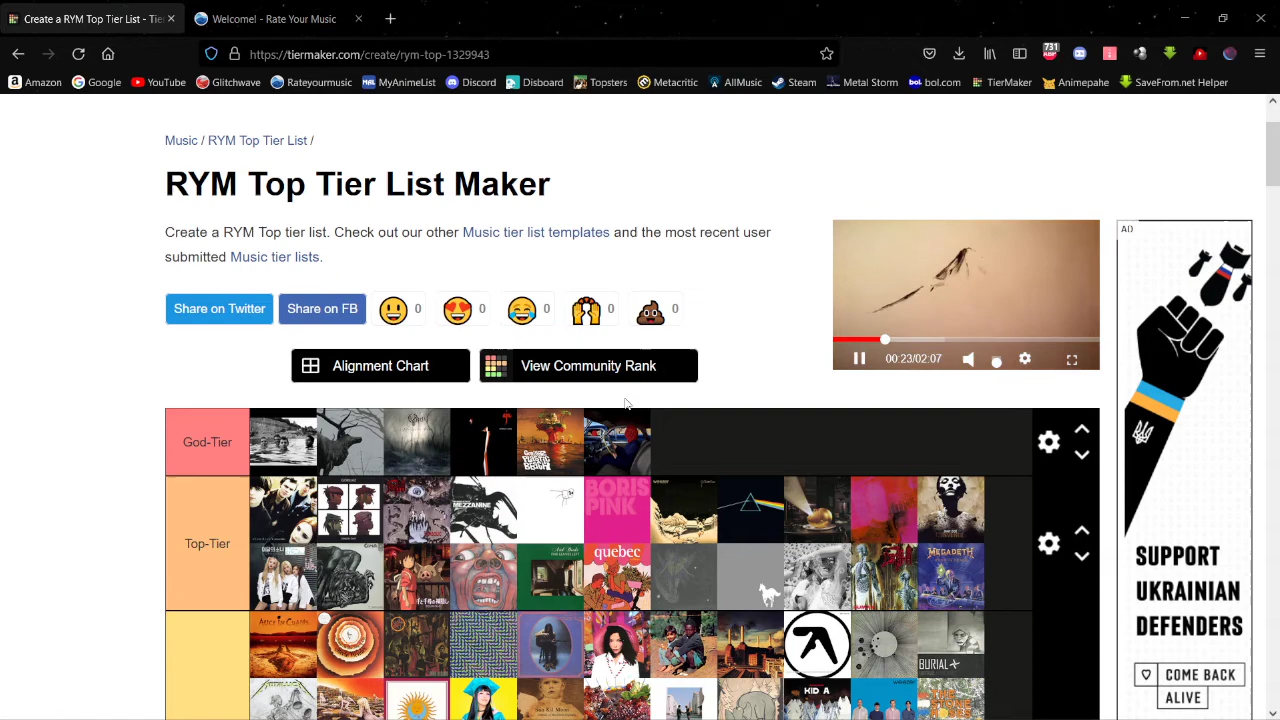 Create a RYM Top Tier List - Tie
Welcome! - Rate Your Music
https://tiermaker.com/create/rym-top-1329943
731
Amazon Google YouTube Glitchwave Rateyourmusic MyAnimeList Discord Disboard Topsters Metacritic AllMusic Steam Metal Storm bol.com TierMaker Animepahe SaveFrom.net Helper
Music / RYM Top Tier List /
RYM Top Tier List Maker
Create a RYM Top tier list. Check out our other Music tier list templates and the most recent user
submitted Music tier lists.
Share on Twitter Share on FB 0 0 0 0 0
Alignment Chart View Community Rank
00:23/02:07
God-Tier
Top-Tier
MEZZANINE
BORIS
PINK
quebec
MEGADETH
ALICE IN CHAINS
BURIAL
KID A
SUPPORT
UKRAINIAN
DEFENDERS
COME BACK
ALIVE